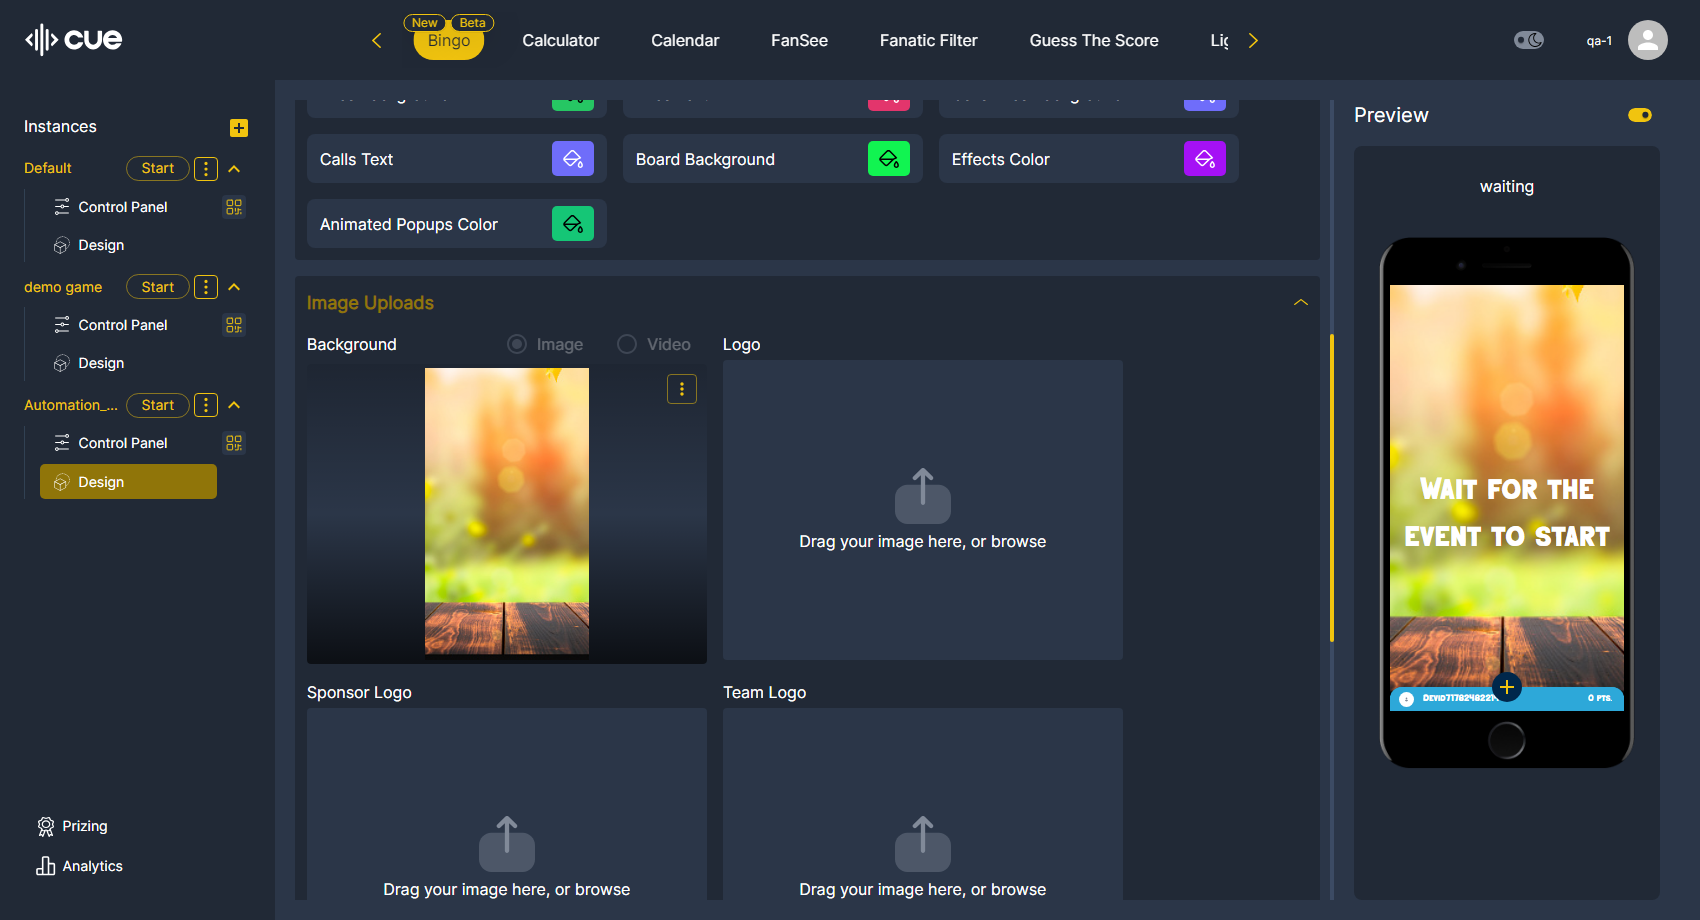 cue
New
Beta
Bingo
Calculator
Calendar
FanSee
Fanatic Filter
Guess The Score
qa-1
Instances
Default
Start
Control Panel
Design
demo game
Start
Control Panel
Design
Automation_...
Start
Control Panel
Design
Prizing
Analytics
Calls Text
Board Background
Effects Color
Animated Popups Color
Image Uploads
Background
Image
Video
Logo
Drag your image here, or browse
Sponsor Logo
Team Logo
Drag your image here, or browse
Drag your image here, or browse
Preview
waiting
WAIT FOR THE
EVENT TO START
0 PTS.